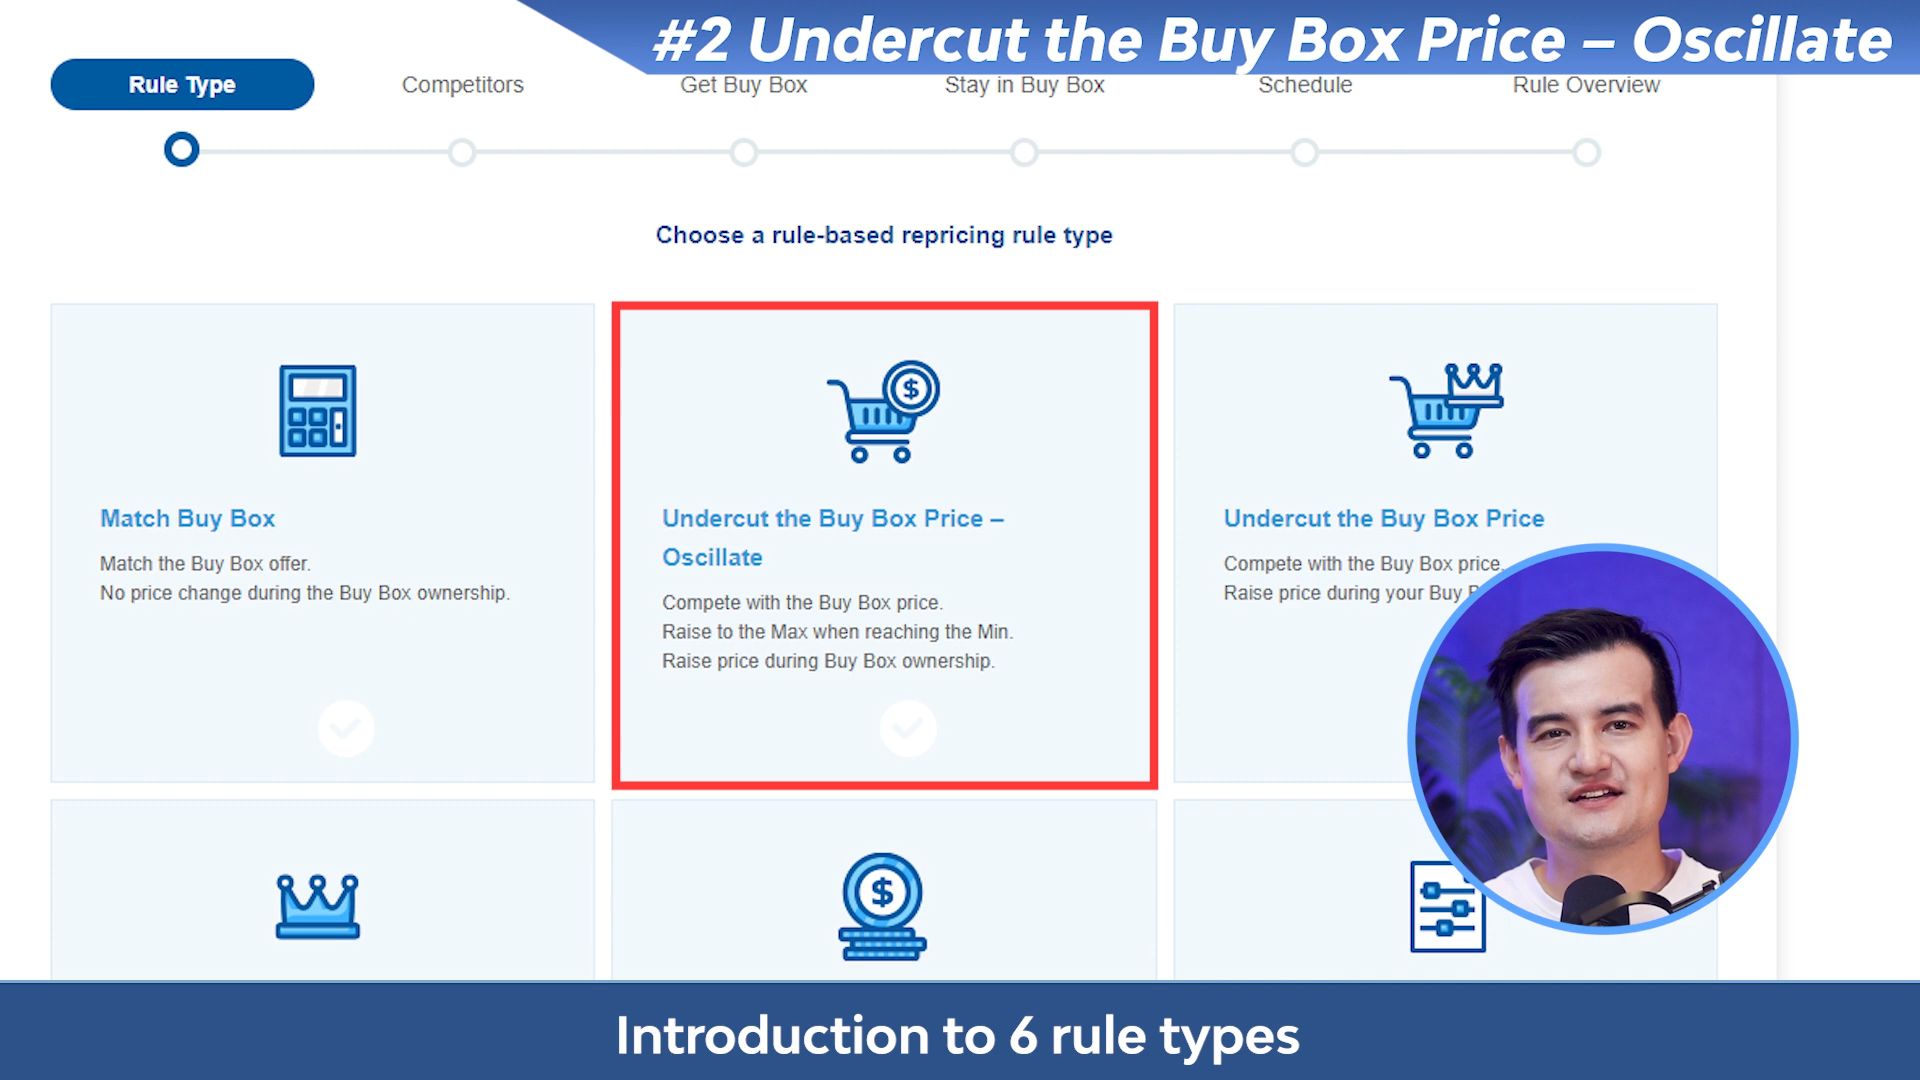 #2 Undercut the Buy Box Price – Oscillate
Rule Type
Competitors
Get Buy Box
Stay in Buy Box
Schedule
Rule Overview
Choose a rule-based repricing rule type
Match Buy Box
Match the Buy Box offer.
No price change during the Buy Box ownership.
Undercut the Buy Box Price –
Oscillate
Compete with the Buy Box price.
Raise to the Max when reaching the Min.
Raise price during Buy Box ownership.
Undercut the Buy Box Price
Compete with the Buy Box price.
Raise price during your Buy
Introduction to 6 rule types